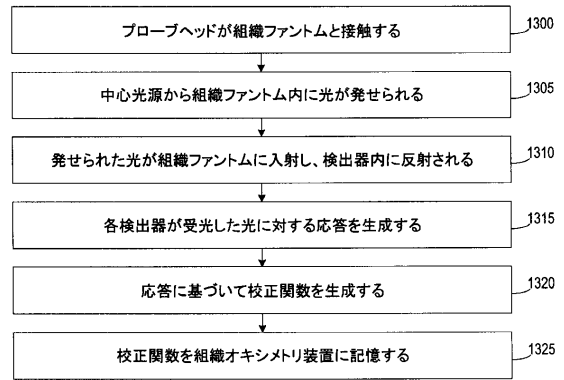 プローブヘッドが組織ファントムと接触する 1300
中心光源から組織ファントム内に光が発せられる 1305
発せられた光が組織ファントムに入射し、検出器内に反射される 1310
各検出器が受光した光に対する応答を生成する 1315
応答に基づいて校正関数を生成する 1320
校正関数を組織オキシメトリ装置に記憶する 1325